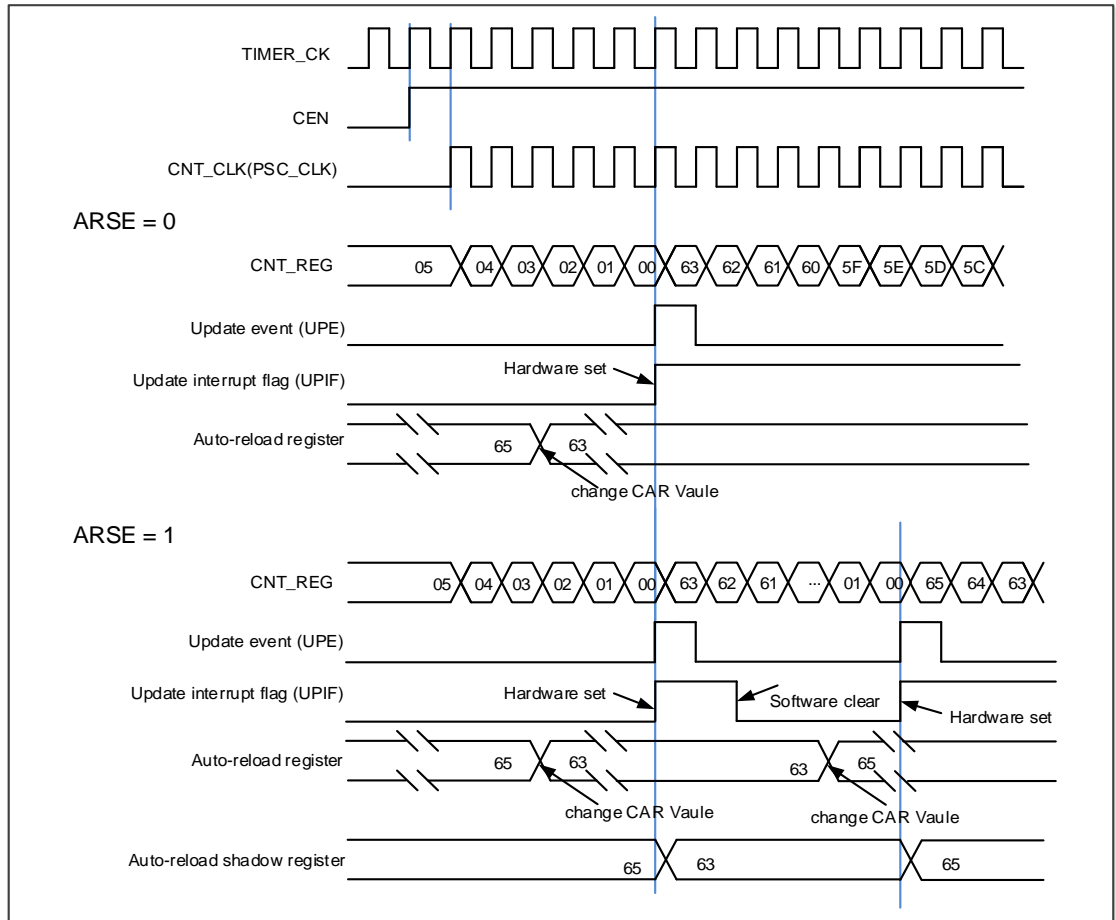 TIMER_CK
CEN
CNT_CLK(PSC_CLK)
ARSE = 0
CNT_REG 05 04 03 02 01 00 63 62 61 60 5F 5E 5D 5C
Update event (UPE)
Hardware set
Update interrupt flag (UPIF)
Auto-reload register 65 63
change CAR Vaule
ARSE = 1
CNT_REG 05 04 03 02 01 00 63 62 61 ... 01 00 65 64 63
Update event (UPE)
Update interrupt flag (UPIF) Hardware set Software clear Hardware set
Auto-reload register 65 63 63 65
change CAR Vaule change CAR Vaule
Auto-reload shadow register 65 63 65